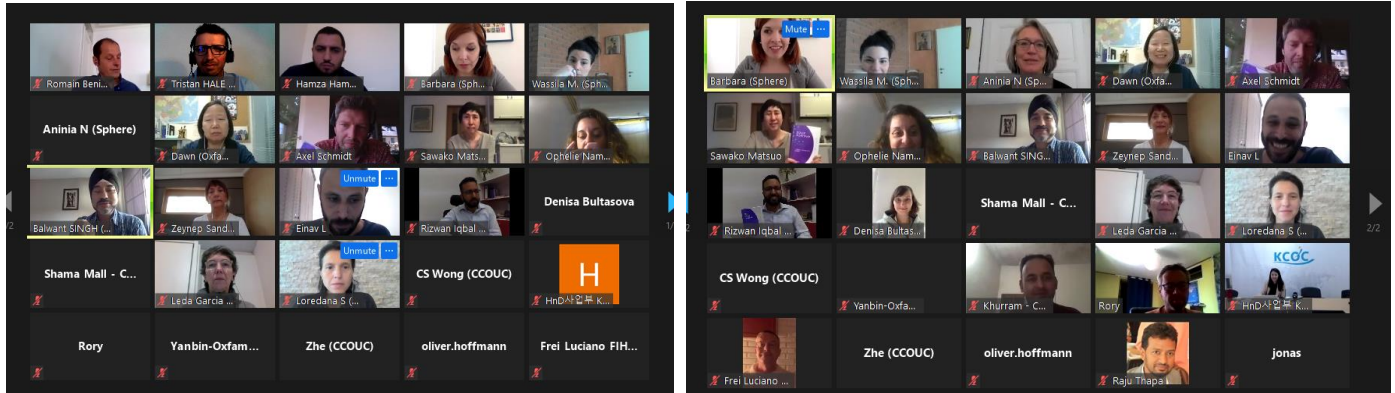 Romain Beni...
Tristan HALE ...
Hamza Ham...
Barbara (Sph...
Wassila M. (Sph...
Aninia N (Sphere)
Dawn (Oxfa...
Axel Schmidt
Sawako Mats...
Ophelie Nam...
Balwant SINGH (...
Zeynep Sand...
Unmute ...
Einav L
Rizwan Iqbal ...
Denisa Bultasova
Shama Mall - C...
Leda Garcia ...
Unmute ...
Loredana S (...
CS Wong (CCOUC)
H
HnD사업부 K...
Rory
Yanbin-Oxfam...
Zhe (CCOUC)
oliver.hoffmann
Frei Luciano FIH...
Mute ...
Barbara (Sphere)
Wassila M. (Sph...
Aninia N (Sp...
Dawn (Oxfa...
Axel Schmidt
Sawako Matsuo
Ophelie Nam...
Balwant SING...
Zeynep Sand...
Einav L
Rizwan Iqbal ...
Denisa Bultas...
Shama Mall - C...
Leda Garcia ...
Loredana S (...
2/2
CS Wong (CCOUC)
Yanbin-Oxfa...
Khurram - C...
Rory
KCOC
HnD사업부 K...
Frei Luciano ...
Zhe (CCOUC)
oliver.hoffmann
Raju Thapa
jonas